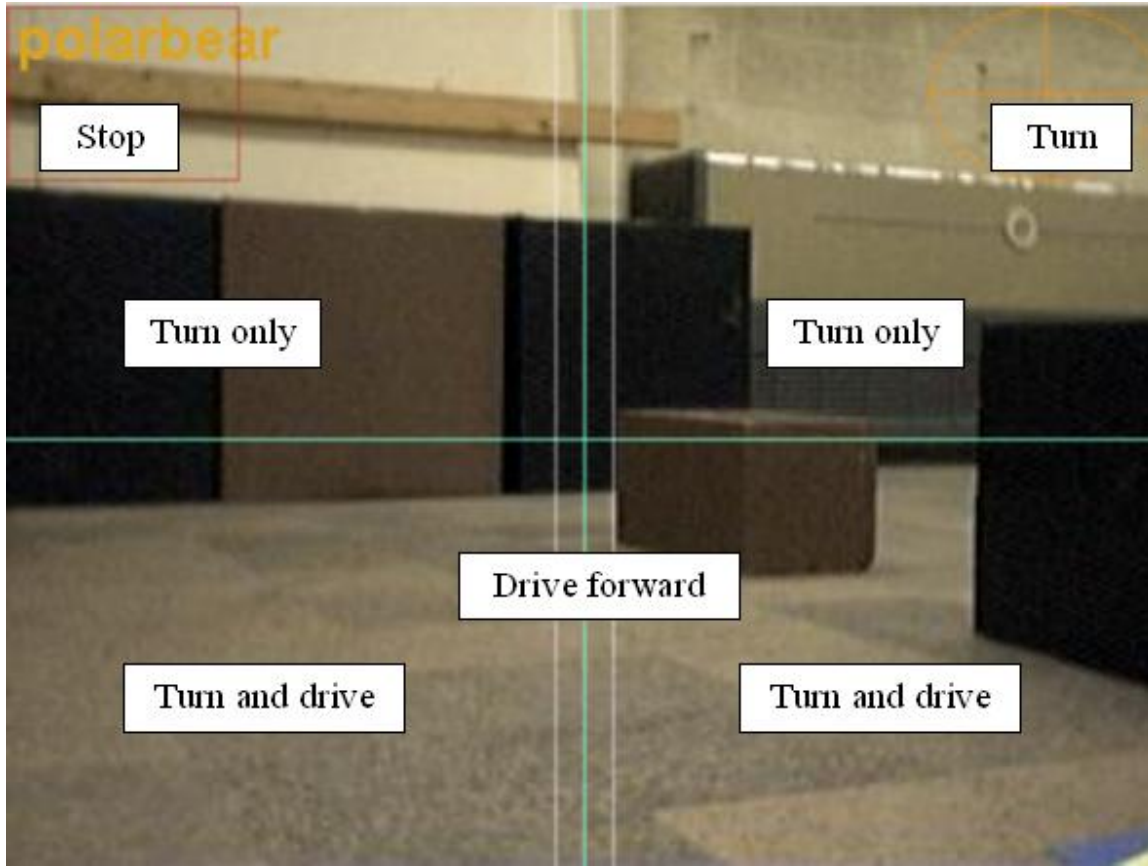 polarbear
Stop
Turn
Turn only
Turn only
Drive forward
Turn and drive
Turn and drive